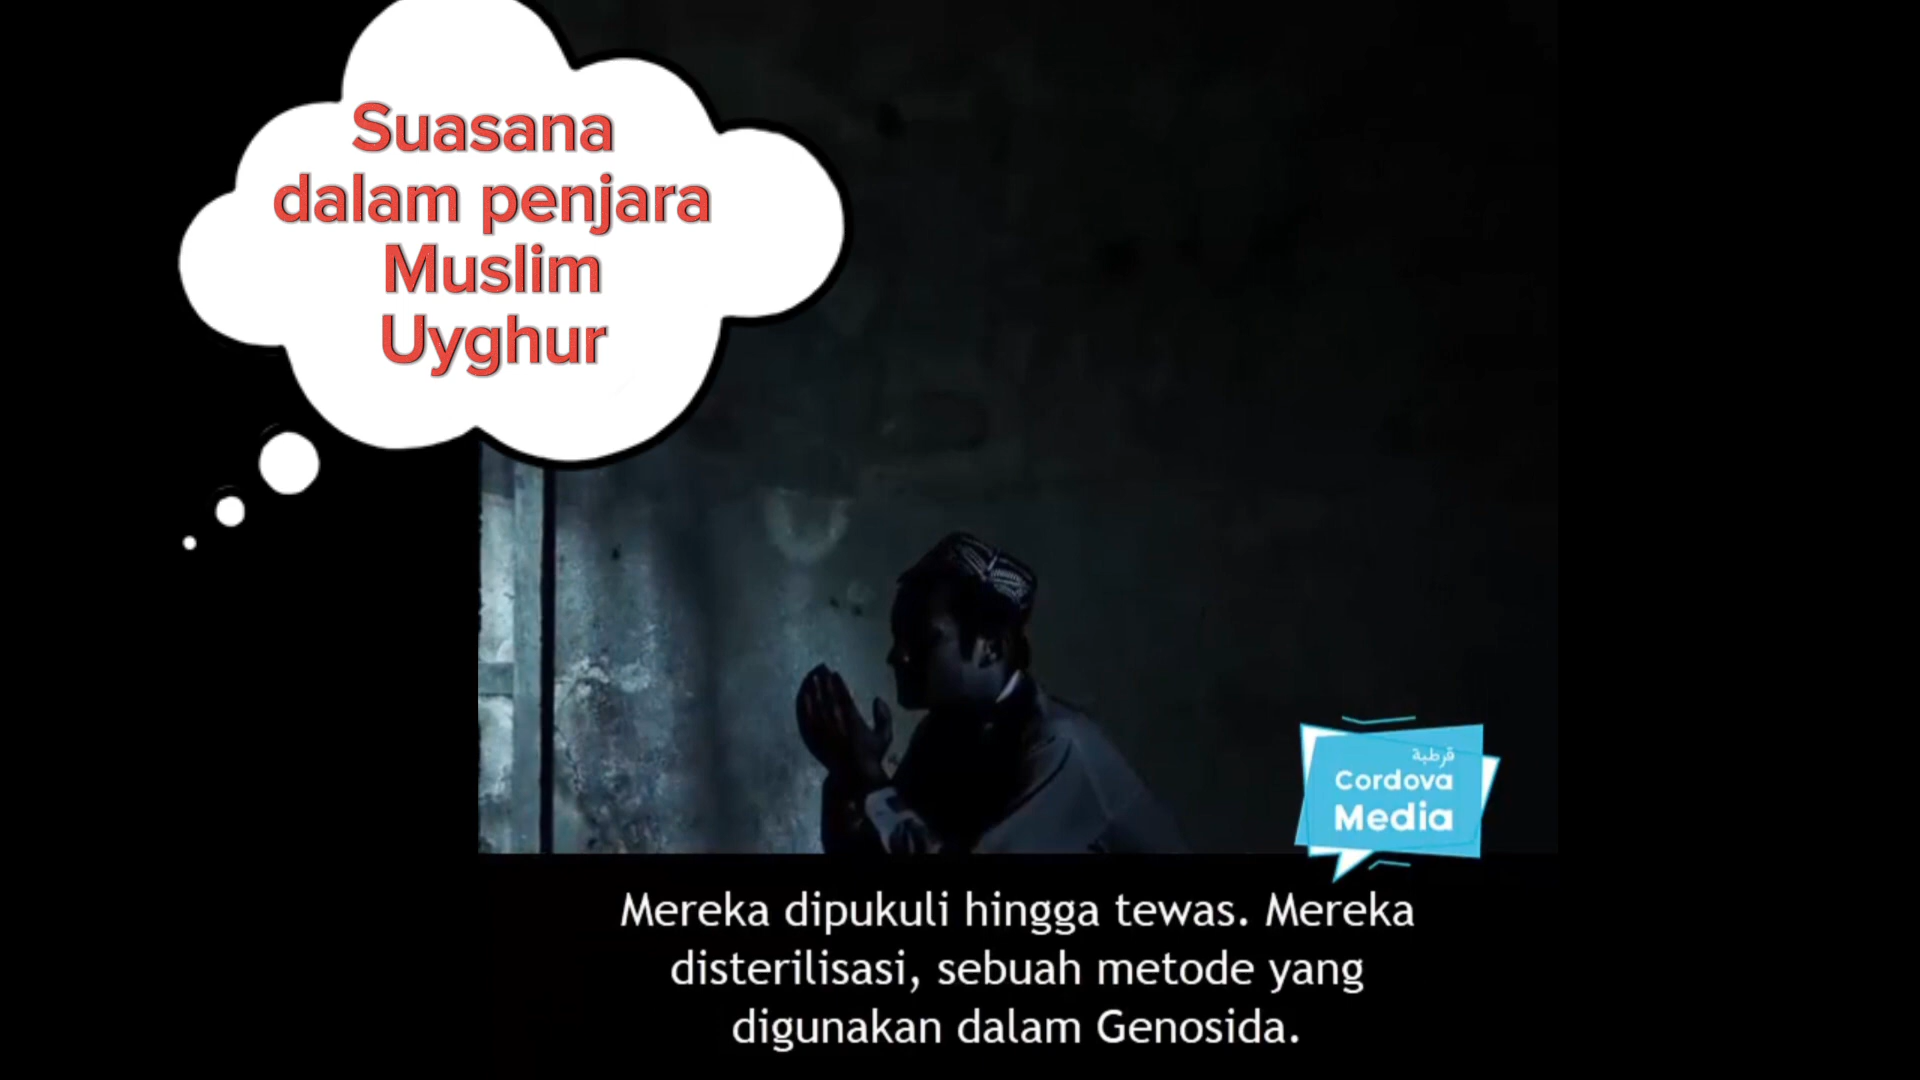 Suasana
dalam penjara
Muslim
Uyghur
قرطبة
Cordova
Media
Mereka dipukuli hingga tewas. Mereka
disterilisasi, sebuah metode yang
digunakan dalam Genosida.